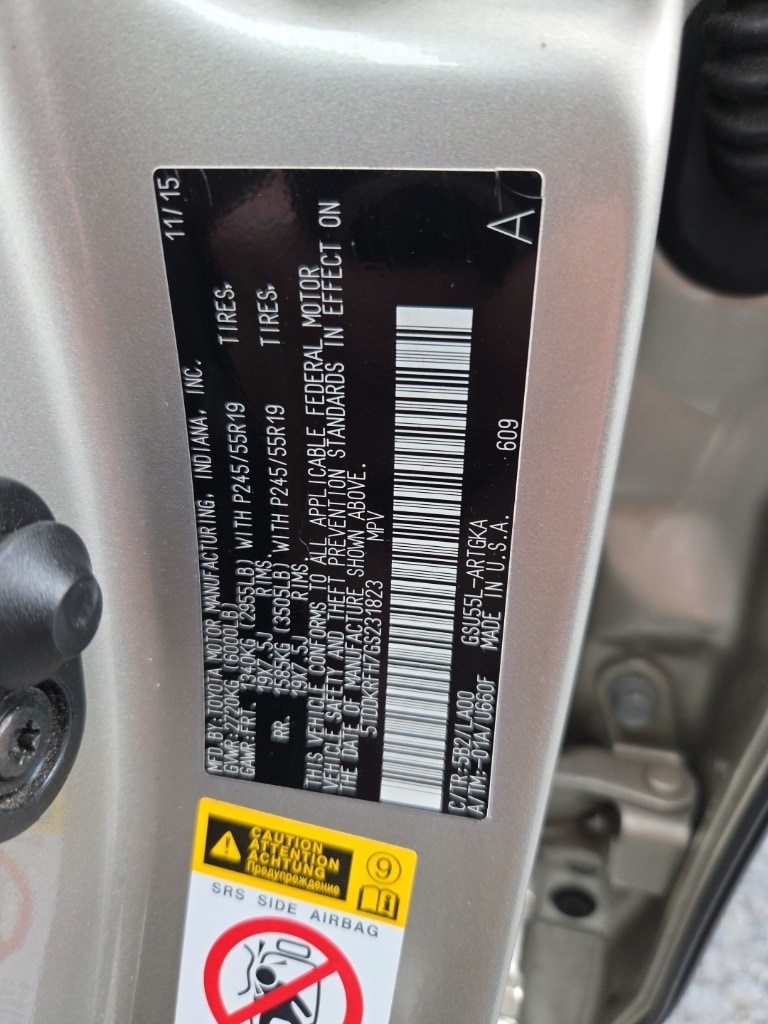 MFD.BY:TOYOTA MOTOR MANUFACTURING, INDIANA, INC. 11/15
GVWR:2720KG (6000LB)
GAWR:FRT. 1340KG (2955LB) WITH P245/55R19 TIRES,
19X7.5J RIMS,
RR. 1585KG (3505LB) WITH P245/55R19 TIRES,
19X7.5J RIMS.
THIS VEHICLE CONFORMS TO ALL APPLICABLE FEDERAL MOTOR
VEHICLE SAFETY AND THEFT PREVENTION STANDARDS IN EFFECT ON
THE DATE OF MANUFACTURE SHOWN ABOVE.
5TDDKRFH7GS231823 MPV
C/TR:5B2/LA00 GSU55L-ARTGKA 609
A/TM:-01A/U660F MADE IN U.S.A. A
CAUTION
ATTENTION
ACHTUNG
Предупреждение
9
i
SRS SIDE AIRBAG